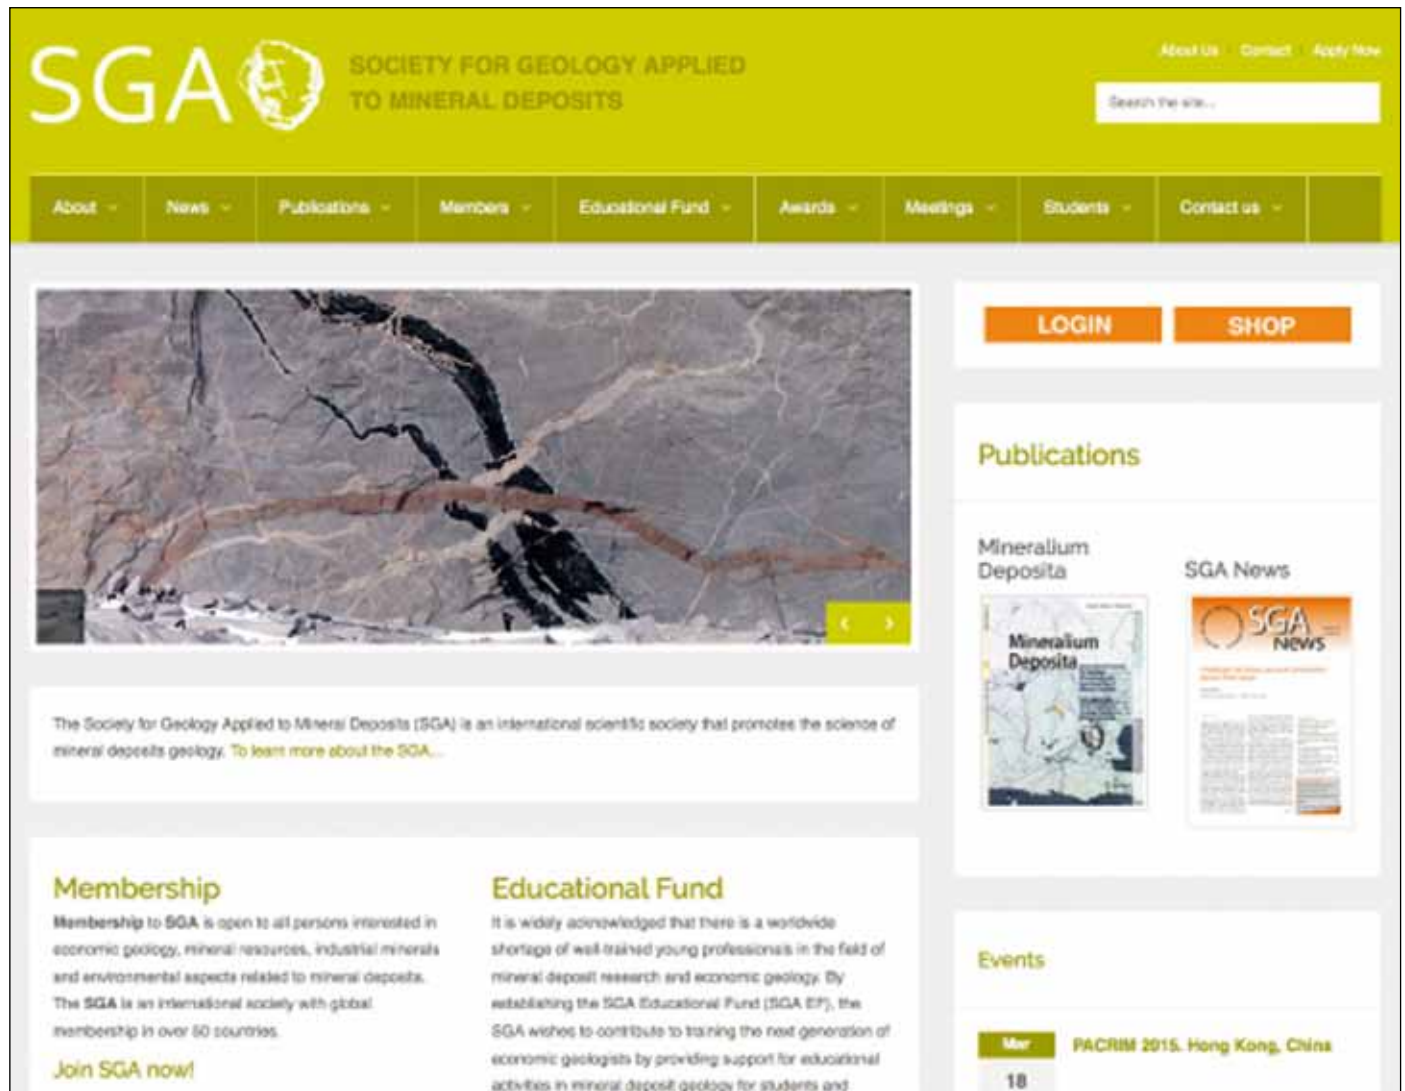 SGA
SOCIETY FOR GEOLOGY APPLIED
TO MINERAL DEPOSITS
About Us
Contact
Apply Now
Search the site...
About
News
Publications
Members
Educational Fund
Awards
Meetings
Students
Contact us
LOGIN
SHOP
Publications
Mineralium
Deposita
SGA News
Mineralium
Deposita
SGA
News
The Society for Geology Applied to Mineral Deposits (SGA) is an international scientific society that promotes the science of
mineral deposits geology. To learn more about the SGA...
Membership
Membership to SGA is open to all persons interested in
economic geology, mineral resources, industrial minerals
and environmental aspects related to mineral deposits.
The SGA is an international society with global
membership in over 80 countries.
Join SGA now!
Educational Fund
It is widely acknowledged that there is a worldwide
shortage of well-trained young professionals in the field of
mineral deposit research and economic geology. By
establishing the SGA Educational Fund (SGA EF), the
SGA wishes to contribute to training the next generation of
economic geologists by providing support for educational
activities in mineral deposit geology for students and
Events
Mar
18
PACRIM 2015. Hong Kong, China